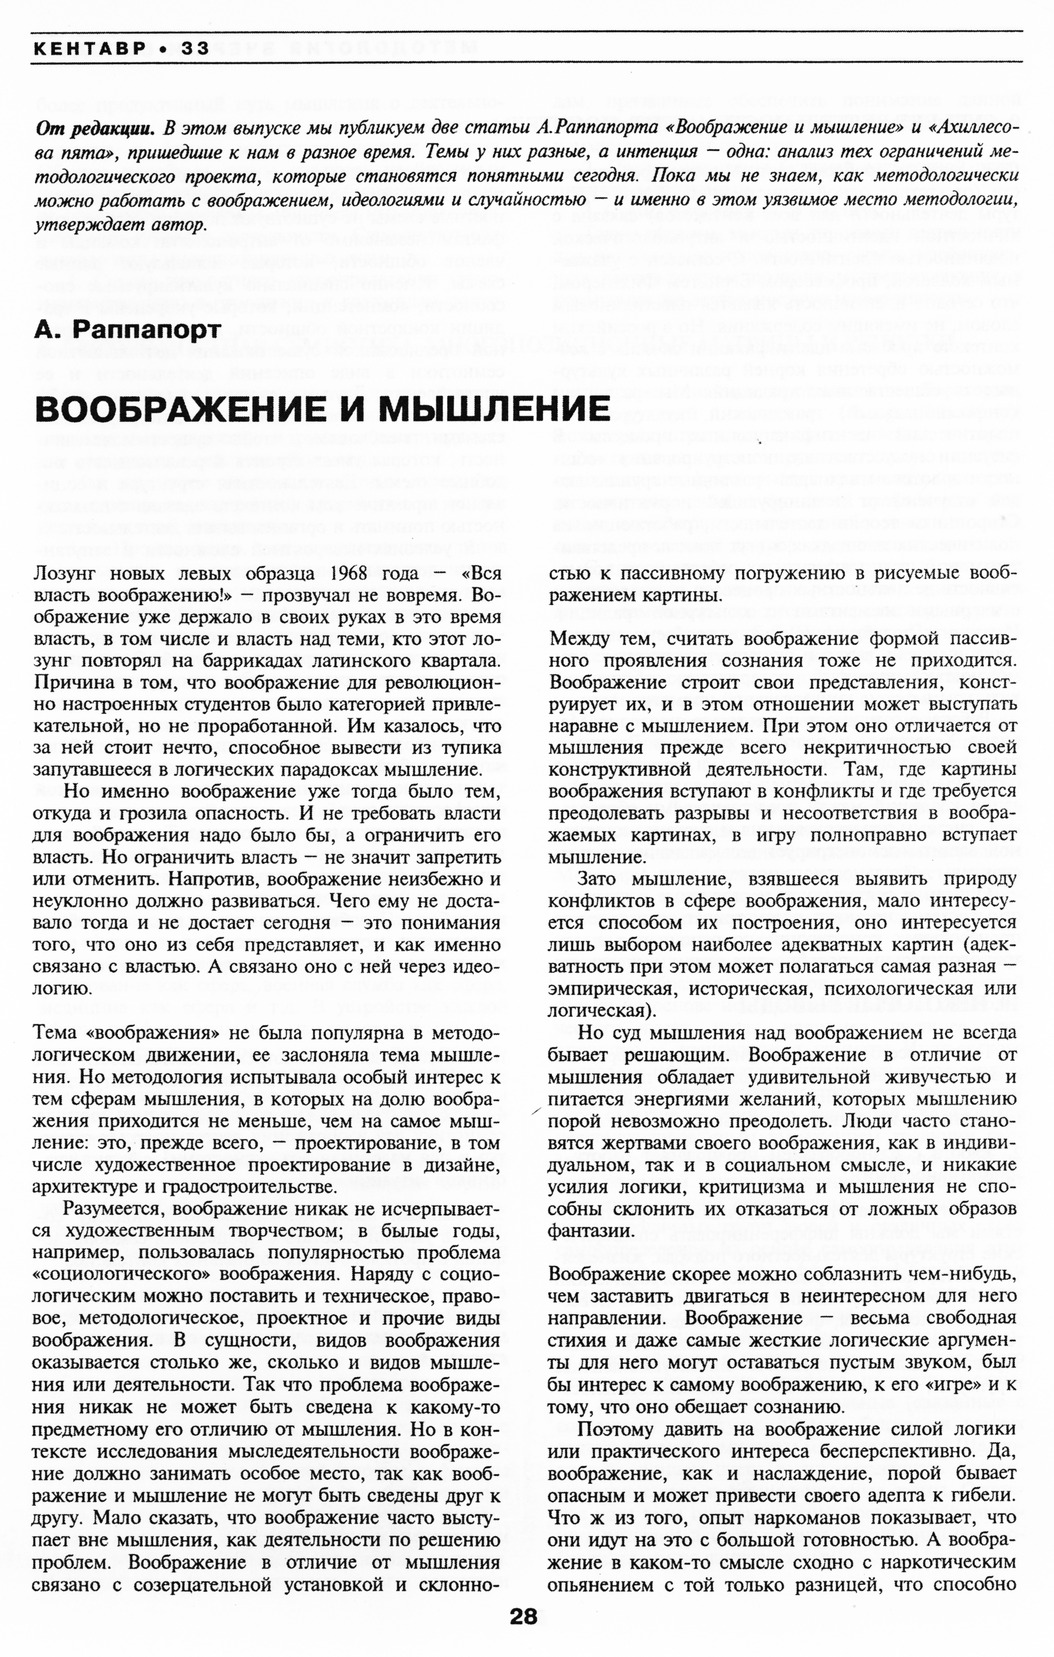 КЕНТАВР • 33
От редакции. В этом выпуске мы публикуем две статьи А.Раппапорта «Воображение и мышление» и «Ахиллесо-
ва пята», пришедшие к нам в разное время. Темы у них разные, а интенция — одна: анализ тех ограничений ме-
тодологического проекта, которые становятся понятными сегодня. Пока мы не знаем, как методологически
можно работать с воображением, идеологиями и случайностью — и именно в этом уязвимое место методологии,
утверждает автор.
А. Раппапорт
ВООБРАЖЕНИЕ И МЫШЛЕНИЕ
Лозунг новых левых образца 1968 года — «Вся
власть воображению!» — прозвучал не вовремя. Во-
ображение уже держало в своих руках в это время
власть, в том числе и власть над теми, кто этот ло-
зунг повторял на баррикадах латинского квартала.
Причина в том, что воображение для революцион-
но настроенных студентов было категорией привле-
кательной, но не проработанной. Им казалось, что
за ней стоит нечто, способное вывести из тупика
запутавшееся в логических парадоксах мышление.
Но именно воображение уже тогда было тем,
откуда и грозила опасность. И не требовать власти
для воображения надо было бы, а ограничить его
власть. Но ограничить власть — не значит запретить
или отменить. Напротив, воображение неизбежно и
неуклонно должно развиваться. Чего ему не доста-
вало тогда и не достает сегодня — это понимания
того, что оно из себя представляет, и как именно
связано с властью. А связано оно с ней через идео-
логию.
Тема «воображения» не была популярна в методо-
логическом движении, ее заслоняла тема мышле-
ния. Но методология испытывала особый интерес к
тем сферам мышления, в которых на долю вообра-
жения приходится не меньше, чем на самое мыш-
ление: это, прежде всего, — проектирование, в том
числе художественное проектирование в дизайне,
архитектуре и градостроительстве.
Разумеется, воображение никак не исчерпывает-
ся художественным творчеством; в былые годы,
например, пользовалась популярностью проблема
«социологического» воображения. Наряду с социо-
логическим можно поставить и техническое, право-
вое, методологическое, проектное и прочие виды
воображения. В сущности, видов воображения
оказывается столько же, сколько и видов мышле-
ния или деятельности. Так что проблема воображе-
ния никак не может быть сведена к какому-то
предметному его отличию от мышления. Но в кон-
тексте исследования мыследеятельности воображе-
ние должно занимать особое место, так как вооб-
ражение и мышление не могут быть сведены друг к
другу. Мало сказать, что воображение часто высту-
пает вне мышления, как деятельности по решению
проблем. Воображение в отличие от мышления
связано с созерцательной установкой и склонно-
стью к пассивному погружению в рисуемые вооб-
ражением картины.
Между тем, считать воображение формой пассив-
ного проявления сознания тоже не приходится.
Воображение строит свои представления, конст-
руирует их, и в этом отношении может выступать
наравне с мышлением. При этом оно отличается от
мышления прежде всего некритичностью своей
конструктивной деятельности. Там, где картины
воображения вступают в конфликты и где требуется
преодолевать разрывы и несоответствия в вообра-
жаемых картинах, в игру полноправно вступает
мышление.
Зато мышление, взявшееся выявить природу
конфликтов в сфере воображения, мало интересу-
ется способом их построения, оно интересуется
лишь выбором наиболее адекватных картин (адек-
ватность при этом может полагаться самая разная —
эмпирическая, историческая, психологическая или
логическая).
Но суд мышления над воображением не всегда
бывает решающим. Воображение в отличие от
мышления обладает удивительной живучестью и
питается энергиями желаний, которых мышлению
порой невозможно преодолеть. Люди часто стано-
вятся жертвами своего воображения, как в индиви-
дуальном, так и в социальном смысле, и никакие
усилия логики, критицизма и мышления не спо-
собны склонить их отказаться от ложных образов
фантазии.
Воображение скорее можно соблазнить чем-нибудь,
чем заставить двигаться в неинтересном для него
направлении. Воображение — весьма свободная
стихия и даже самые жесткие логические аргумен-
ты для него могут оставаться пустым звуком, был
бы интерес к самому воображению, к его «игре» и к
тому, что оно обещает сознанию.
Поэтому давить на воображение силой логики
или практического интереса бесперспективно. Да,
воображение, как и наслаждение, порой бывает
опасным и может привести своего адепта к гибели.
Что ж из того, опыт наркоманов показывает, что
они идут на это с большой готовностью. А вообра-
жение в каком-то смысле сходно с наркотическим
опьянением с той только разницей, что способно
28